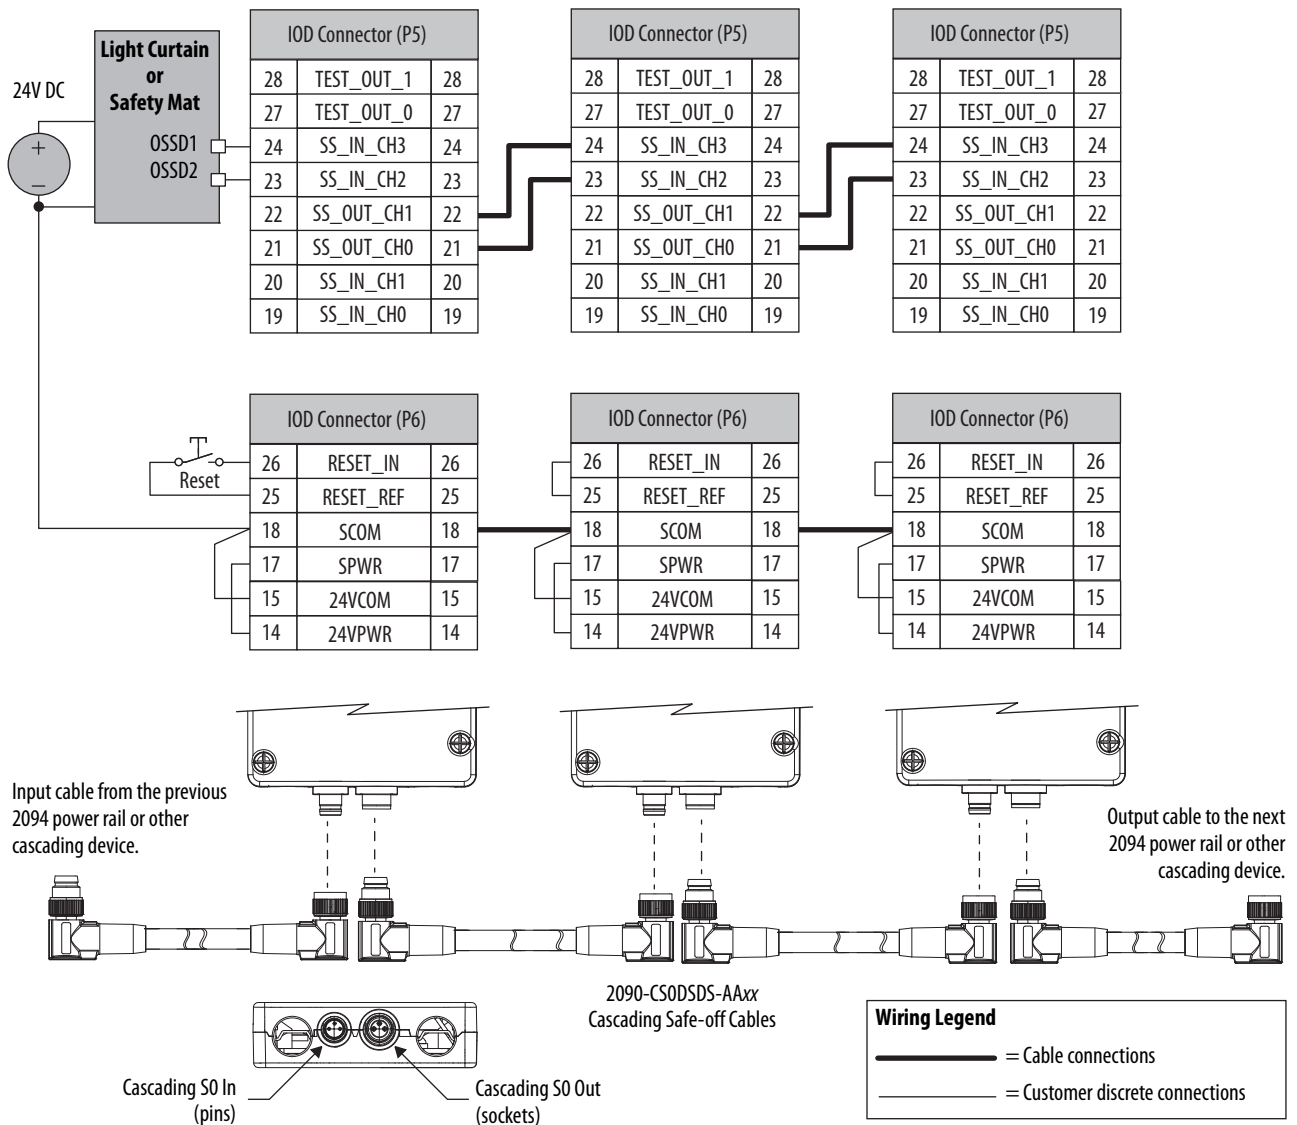 24V DC
+
–
Light Curtain
or
Safety Mat
OSSD1
OSSD2
IOD Connector (P5)
28 TEST_OUT_1 28
27 TEST_OUT_0 27
24 SS_IN_CH3 24
23 SS_IN_CH2 23
22 SS_OUT_CH1 22
21 SS_OUT_CH0 21
20 SS_IN_CH1 20
19 SS_IN_CH0 19
IOD Connector (P5)
28 TEST_OUT_1 28
27 TEST_OUT_0 27
24 SS_IN_CH3 24
23 SS_IN_CH2 23
22 SS_OUT_CH1 22
21 SS_OUT_CH0 21
20 SS_IN_CH1 20
19 SS_IN_CH0 19
IOD Connector (P5)
28 TEST_OUT_1 28
27 TEST_OUT_0 27
24 SS_IN_CH3 24
23 SS_IN_CH2 23
22 SS_OUT_CH1 22
21 SS_OUT_CH0 21
20 SS_IN_CH1 20
19 SS_IN_CH0 19
Reset
IOD Connector (P6)
26 RESET_IN 26
25 RESET_REF 25
18 SCOM 18
17 SPWR 17
15 24VCOM 15
14 24VPWR 14
IOD Connector (P6)
26 RESET_IN 26
25 RESET_REF 25
18 SCOM 18
17 SPWR 17
15 24VCOM 15
14 24VPWR 14
IOD Connector (P6)
26 RESET_IN 26
25 RESET_REF 25
18 SCOM 18
17 SPWR 17
15 24VCOM 15
14 24VPWR 14
Input cable from the previous
2094 power rail or other
cascading device.
Output cable to the next
2094 power rail or other
cascading device.
2090-CS0DSDS-AAxx
Cascading Safe-off Cables
Cascading SO In
(pins)
Cascading SO Out
(sockets)
Wiring Legend
= Cable connections
= Customer discrete connections